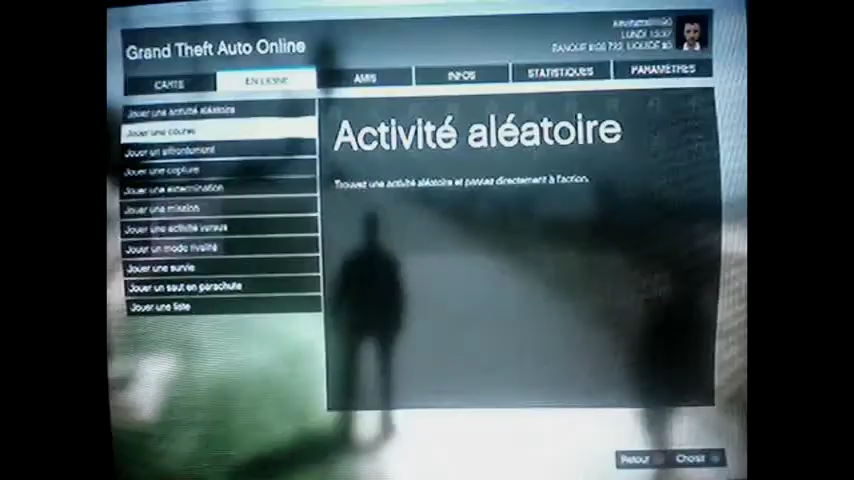 Grand Theft Auto Online
LUNDI
CARTE
EN LIGNE
AMIS
INFOS
STATISTIQUES
PARAMÈTRES
Jouer une activité aléatoire
Jouer une course
Jouer un affrontement
Jouer une capture
Jouer une extermination
Jouer une mission
Jouer une activité versus
Jouer un mode rivalité
Jouer une survie
Jouer un saut en parachute
Jouer une liste
Activité aléatoire
Trouvez une activité aléatoire et passez directement à l'action.
Retour
Choisir